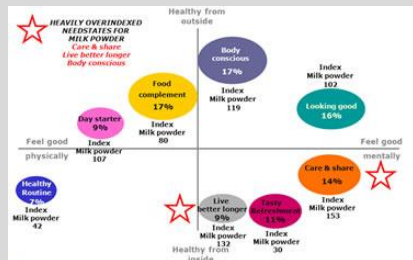 HEAVILY OVERINDEXED
NEEDSTATES FOR
MILK POWDER
Care & share
Live better longer
Body conscious
Healthy from
outside
Body
conscious
17%
Index
Milk powder
119
Index
Milk powder
102
Looking good
16%
Food
complement
17%
Index
Milk powder
80
Day starter
9%
Index
Milk powder
107
Feel good
physically
Feel good
mentally
Healthy
Routine
7%
Index
Milk powder
42
Live
better longer
9%
Index
Milk powder
132
Tasty
Refreshment
11%
Index
Milk powder
30
Care & share
14%
Index
Milk powder
153
Healthy from
inside